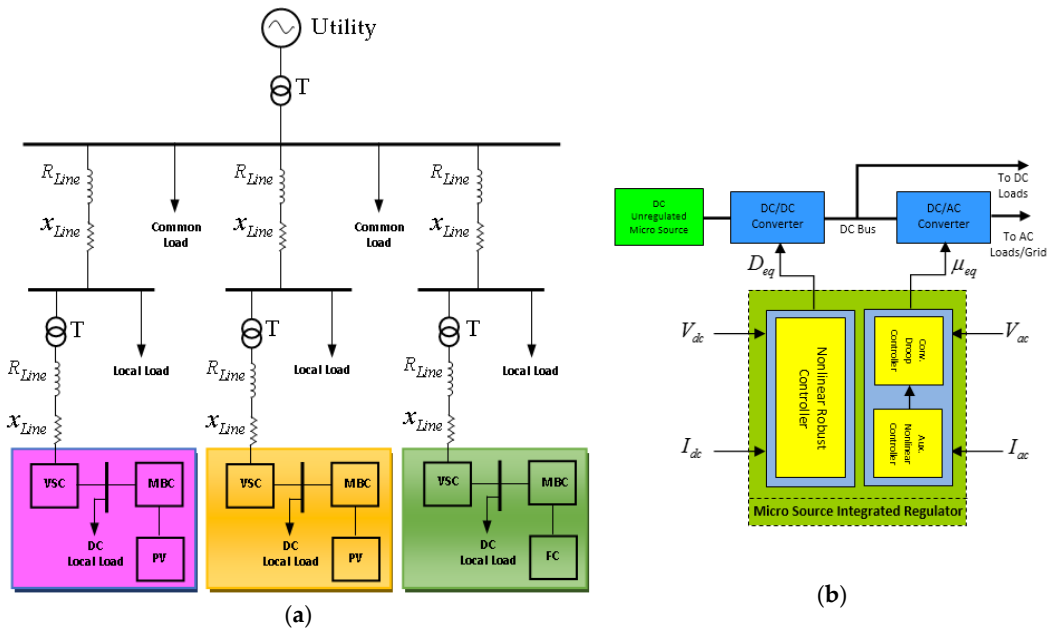 Utility
T
R_Line
R_Line
R_Line
x_Line
x_Line
x_Line
Common
Load
Common
Load
T
T
T
Local Load
Local Load
Local Load
R_Line
R_Line
R_Line
x_Line
x_Line
x_Line
VSC
MBC
DC
Local Load
PV
VSC
MBC
DC
Local Load
PV
VSC
MBC
DC
Local Load
FC
(a)
DC
Unregulated
Micro Source
DC/DC
Converter
DC Bus
DC/AC
Converter
To DC
Loads
To AC
Loads/Grid
D_eq
μ_eq
V_dc
I_dc
Nonlinear Robust
Controller
Conv.
Droop
Controller
Aux.
Nonlinear
Controller
V_ac
I_ac
Micro Source Integrated Regulator
(b)